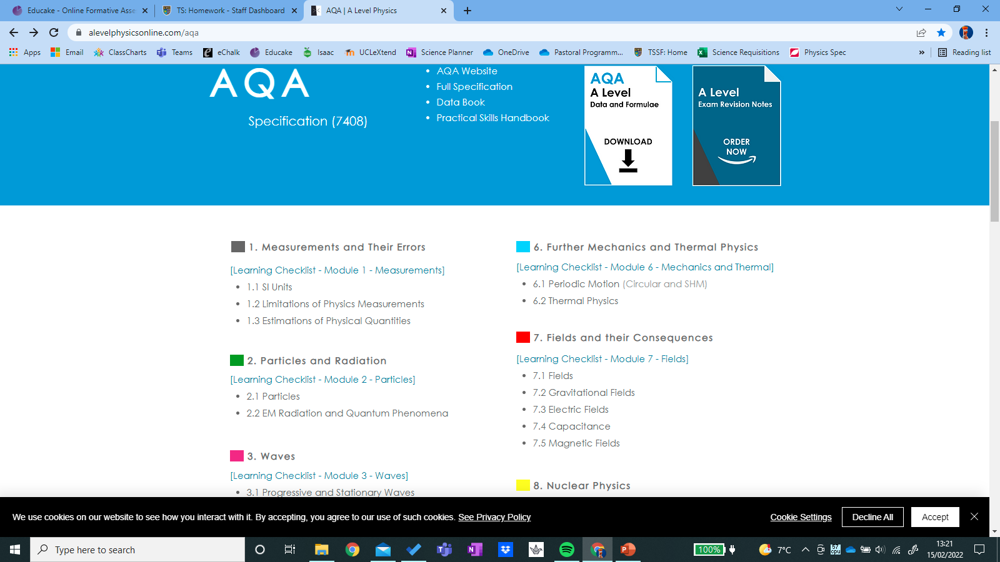 Educake - Online Formative Asse
TS: Homework - Staff Dashboard
AQA | A Level Physics
alevelphysicsonline.com/aqa
Apps
Email
ClassCharts
Teams
eChalk
Educake
Isaac
UCLeXtend
Science Planner
OneDrive
Pastoral Programm...
TSSF: Home
Science Requisitions
Physics Spec
»
Reading list
AQA
Specification (7408)
• AQA Website
• Full Specification
• Data Book
• Practical Skills Handbook
AQA
A Level
Data and Formulae
DOWNLOAD
A Level
Exam Revision Notes
ORDER
NOW
1. Measurements and Their Errors
[Learning Checklist - Module 1 - Measurements]
• 1.1 SI Units
• 1.2 Limitations of Physics Measurements
• 1.3 Estimations of Physical Quantities
2. Particles and Radiation
[Learning Checklist - Module 2 - Particles]
• 2.1 Particles
• 2.2 EM Radiation and Quantum Phenomena
3. Waves
[Learning Checklist - Module 3 - Waves]
• 3.1 Progressive and Stationary Waves
6. Further Mechanics and Thermal Physics
[Learning Checklist - Module 6 - Mechanics and Thermal]
• 6.1 Periodic Motion (Circular and SHM)
• 6.2 Thermal Physics
7. Fields and their Consequences
[Learning Checklist - Module 7 - Fields]
• 7.1 Fields
• 7.2 Gravitational Fields
• 7.3 Electric Fields
• 7.4 Capacitance
• 7.5 Magnetic Fields
8. Nuclear Physics
We use cookies on our website to see how you interact with it. By accepting, you agree to our use of such cookies. See Privacy Policy
Cookie Settings
Decline All
Accept
Type here to search
100%
7°C
13:21
15/02/2022